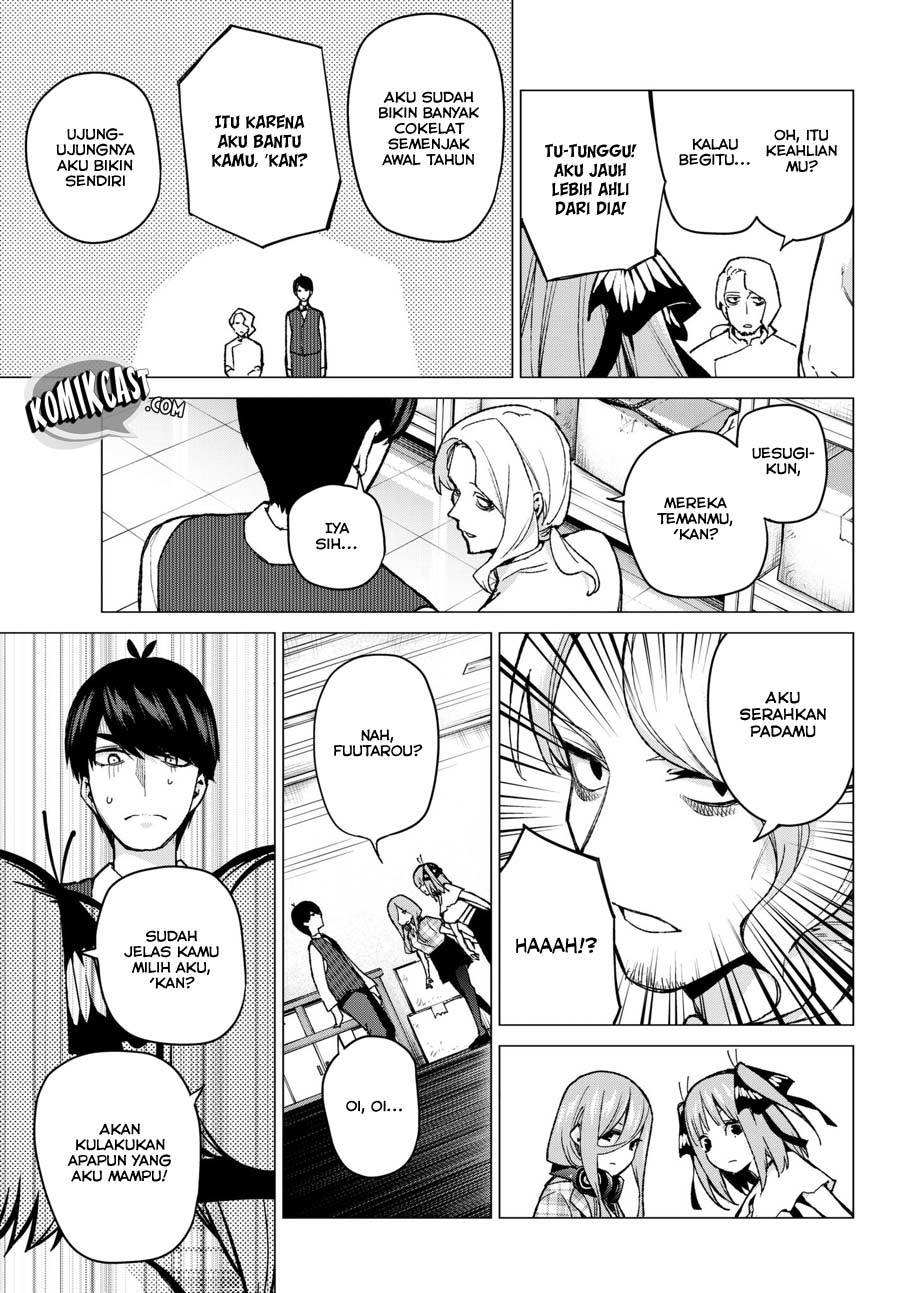 OH, ITU
KEAHLIAN
MU?
KALAU
BEGITU...
TU-TUNGGU!
AKU JAUH
LEBIH AHLI
DARI DIA!
AKU SUDAH
BIKIN BANYAK
COKELAT
SEMENJAK
AWAL TAHUN
ITU KARENA
AKU BANTU
KAMU, 'KAN?
UJUNG-
UJUNGNYA
AKU BIKIN
SENDIRI
KOMIKCAST
.COM
UESUGI-
KUN,
MEREKA
TEMANMU,
'KAN?
IYA
SIH...
AKU
SERAHKAN
PADAMU
HAAAH!?
NAH,
FUUTAROU?
OI, OI...
SUDAH
JELAS KAMU
MILIH AKU,
'KAN?
AKAN
KULAKUKAN
APAPUN YANG
AKU MAMPU!